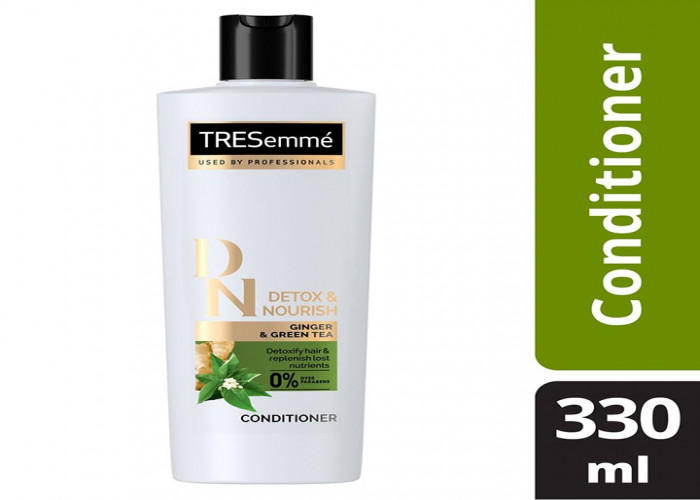 TRESemmé
USED BY PROFESSIONALS
D
N
DETOX &
NOURISH
GINGER
& GREEN TEA
Detoxify hair &
replenish lost
nutrients
0%
PARABENS
CONDITIONER
Conditioner
330
ml